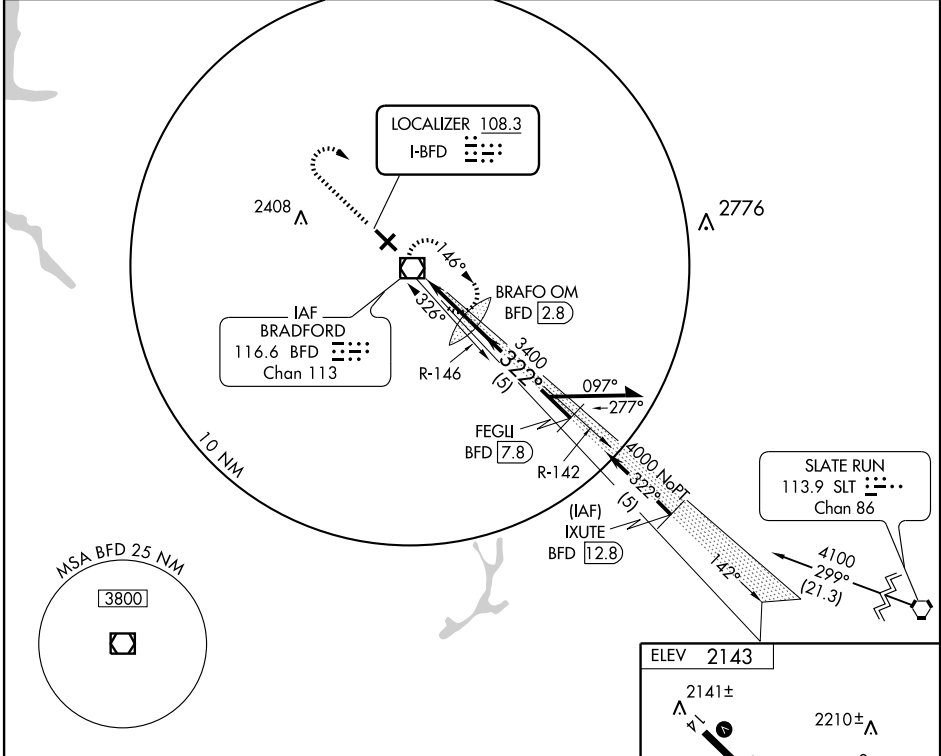 LOCALIZER 108.3
I-BFD
2408
2776
146°
BRAFO OM
BFD 2.8
IAF
BRADFORD
116.6 BFD
Chan 113
326°
R-146
3400
322°
(5)
097°
277°
FEGLI
BFD 7.8
R-142
4000 NoPT
322°
(5)
(IAF)
IXUTE
BFD 12.8
142°
10 NM
SLATE RUN
113.9 SLT
Chan 86
4100
299°
(21.3)
MSA BFD 25 NM
3800
ELEV 2143
2141±
14
V
2210±